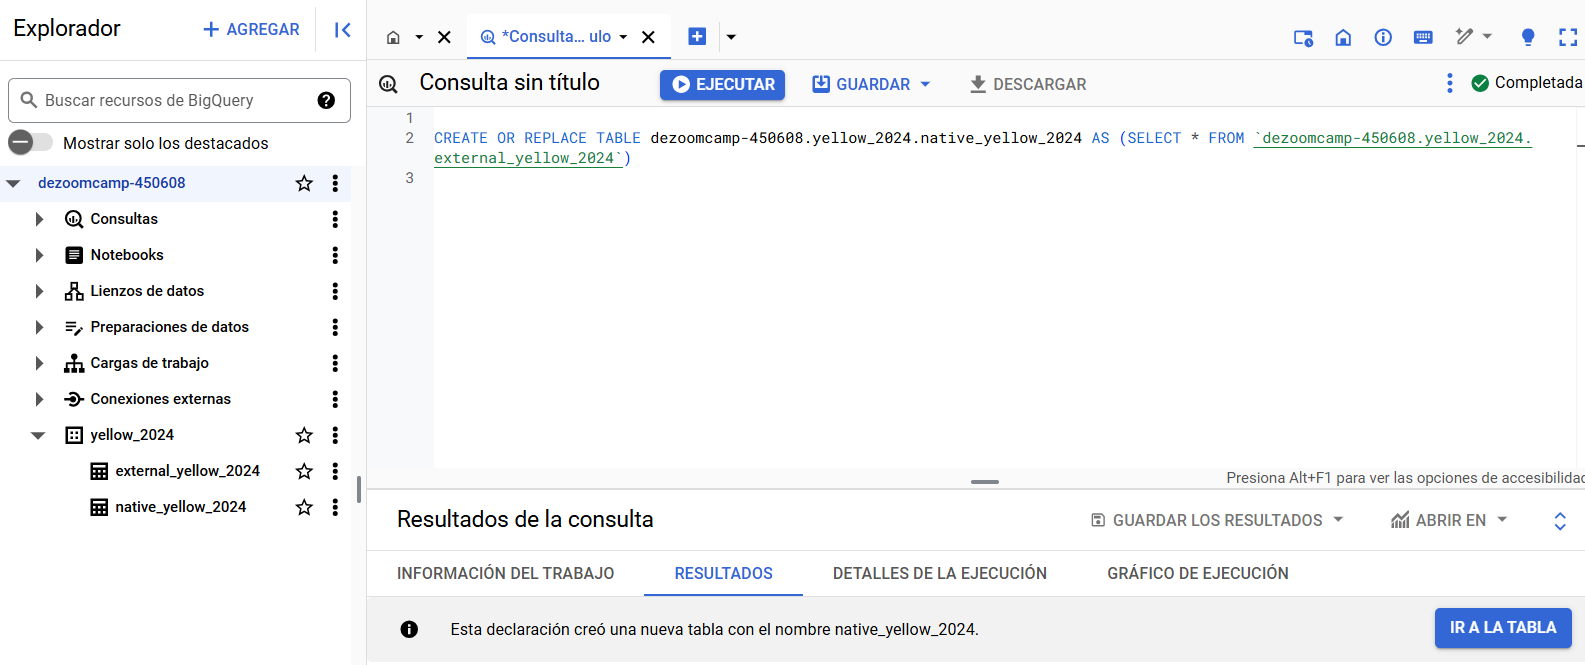 Explorador
AGREGAR
Buscar recursos de BigQuery
Mostrar solo los destacados
dezoomcamp-450608
Consultas
Notebooks
Lienzos de datos
Preparaciones de datos
Cargas de trabajo
Conexiones externas
yellow_2024
external_yellow_2024
native_yellow_2024
*Consulta... ulo
Consulta sin título
EJECUTAR
GUARDAR
DESCARGAR
Completada
1
2 CREATE OR REPLACE TABLE dezoomcamp-450608.yellow_2024.native_yellow_2024 AS (SELECT * FROM `dezoomcamp-450608.yellow_2024.
external_yellow_2024`)
3
Presiona Alt+F1 para ver las opciones de accesibilidad
Resultados de la consulta
GUARDAR LOS RESULTADOS
ABRIR EN
INFORMACIÓN DEL TRABAJO
RESULTADOS
DETALLES DE LA EJECUCIÓN
GRÁFICO DE EJECUCIÓN
Esta declaración creó una nueva tabla con el nombre native_yellow_2024.
IR A LA TABLA